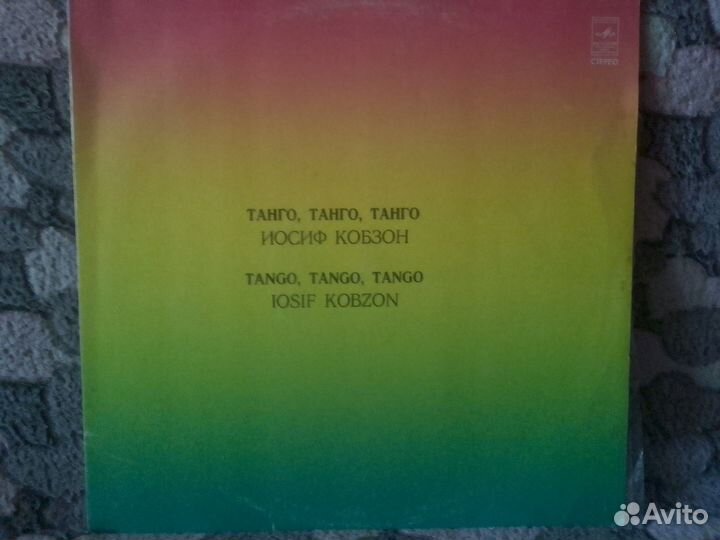 СТЕРЕО
ТАНГО, ТАНГО, ТАНГО
ИОСИФ КОБЗОН
TANGO, TANGO, TANGO
IOSIF KOBZON
Avito